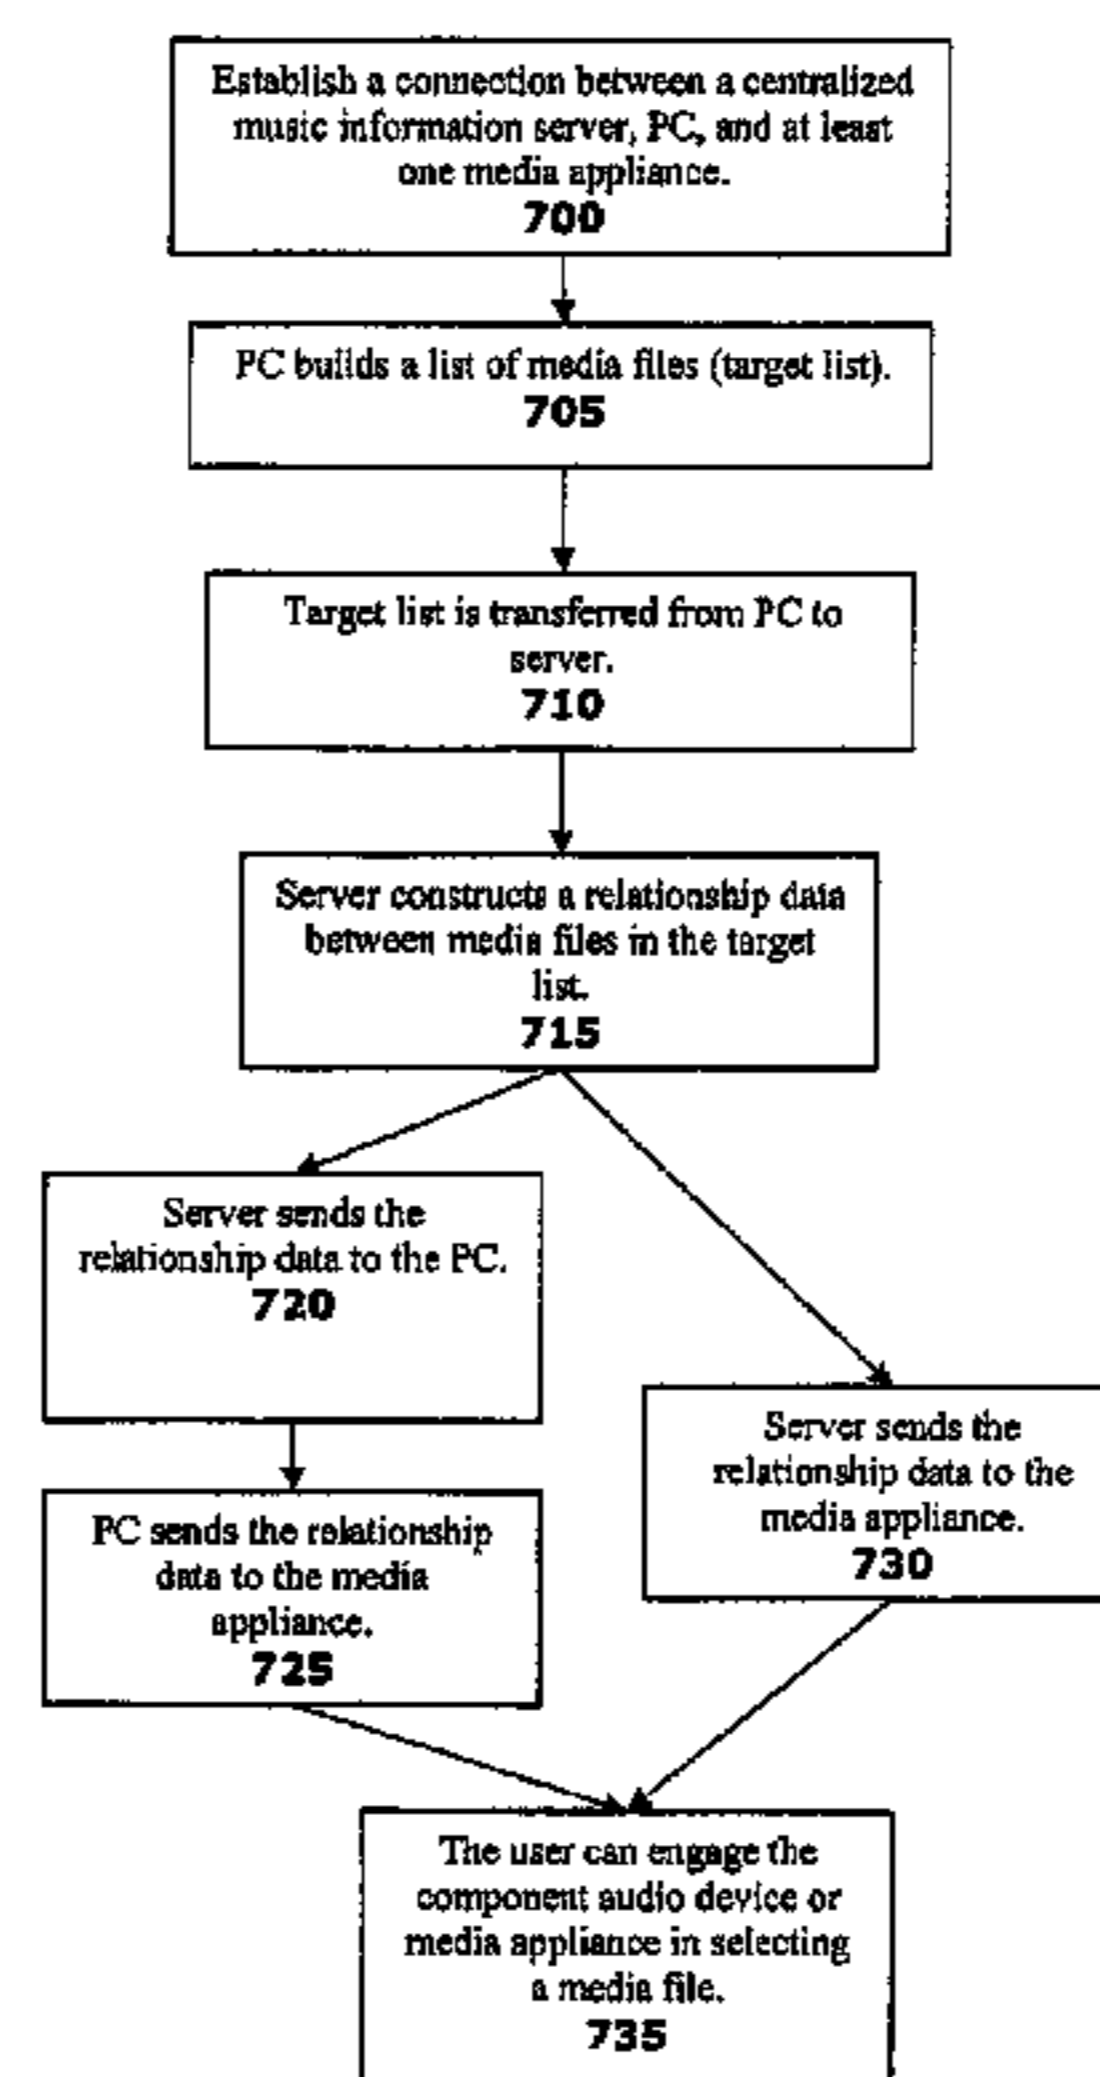 Establish a connection between a centralized
music information server, PC, and at least
one media appliance.
700
PC builds a list of media files (target list).
705
Target list is transferred from PC to
server.
710
Server constructs a relationship data
between media files in the target
list.
715
Server sends the
relationship data to the PC.
720
Server sends the
relationship data to the
media appliance.
730
PC sends the relationship
data to the media
appliance.
725
The user can engage the
component audio device or
media appliance in selecting
a media file.
735